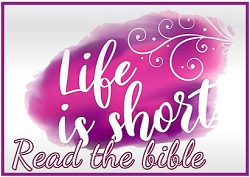 Life
is short
Read the bible